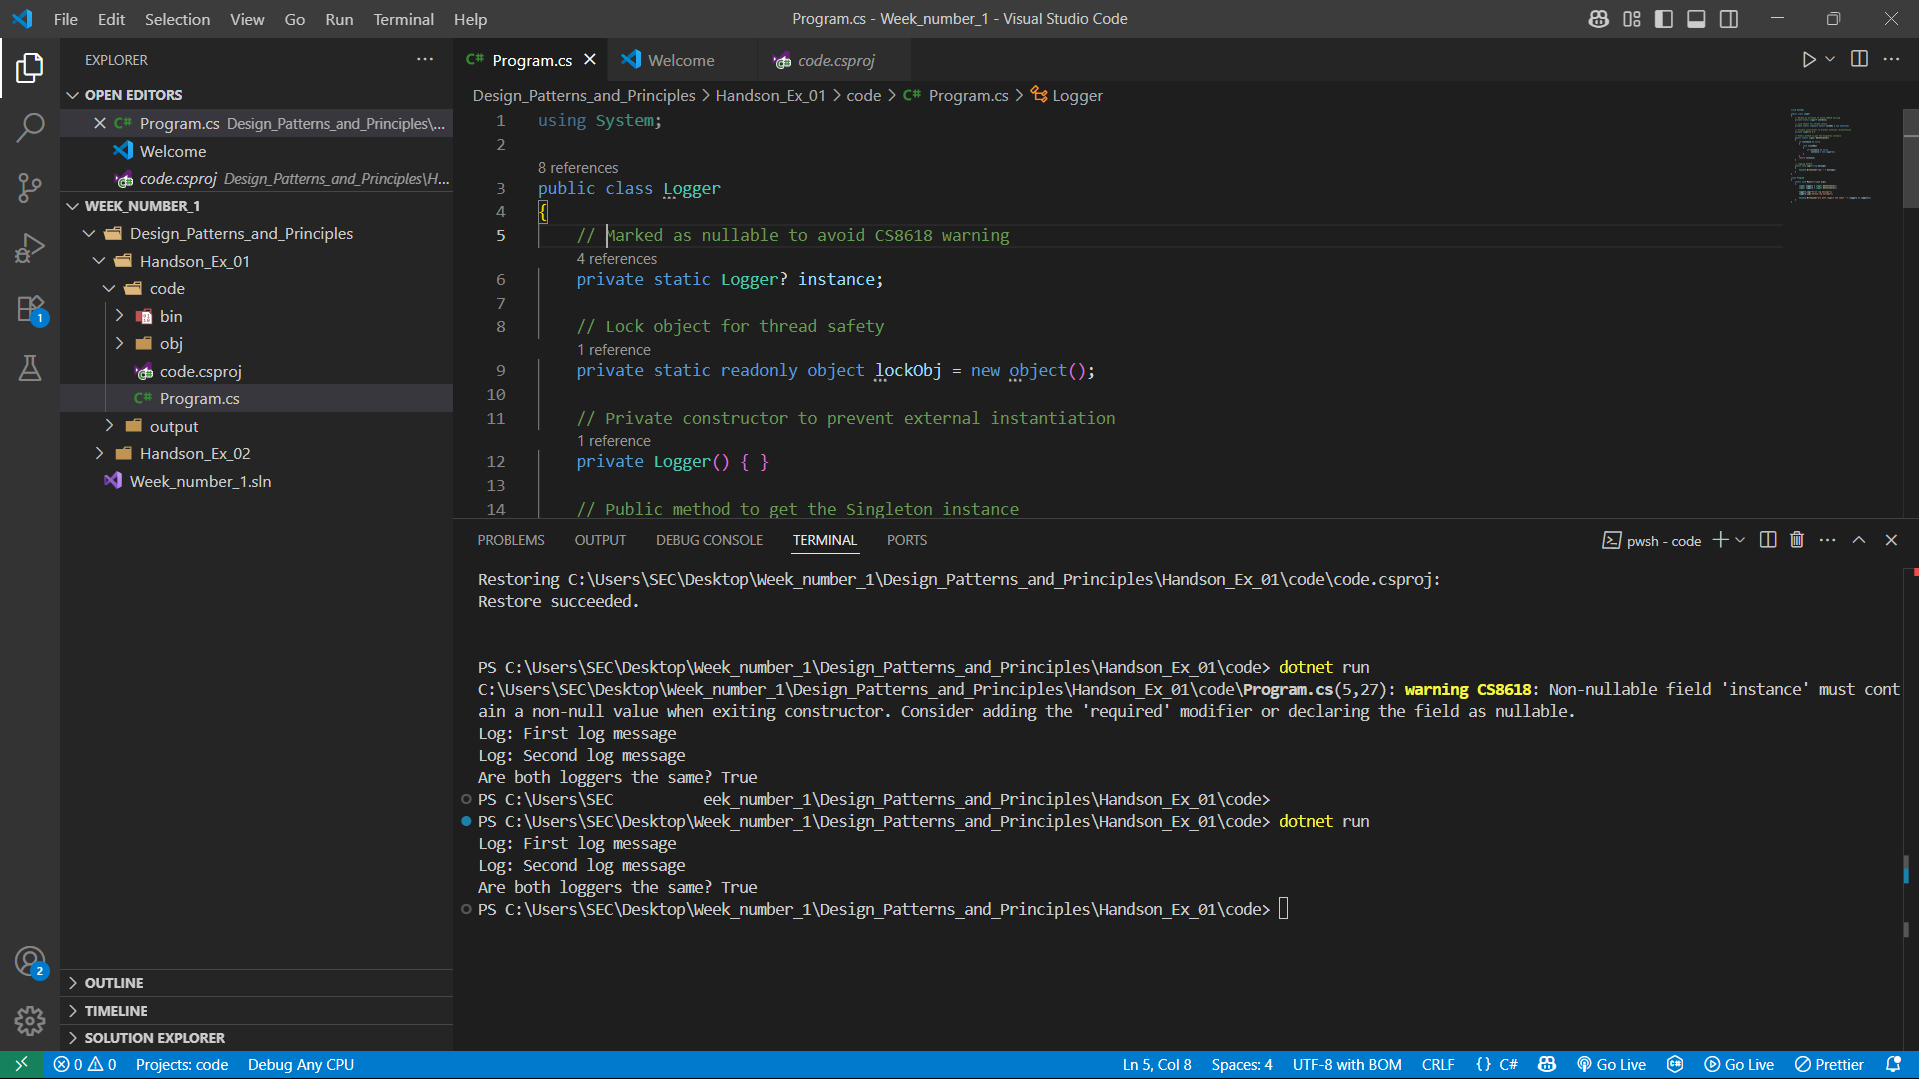 File Edit Selection View Go Run Terminal Help
Program.cs - Week_number_1 - Visual Studio Code
EXPLORER
OPEN EDITORS
Program.cs Design_Patterns_and_Principles\...
Welcome
code.csproj Design_Patterns_and_Principles\H...
WEEK_NUMBER_1
Design_Patterns_and_Principles
Handson_Ex_01
code
bin
obj
code.csproj
Program.cs
output
Handson_Ex_02
Week_number_1.sln
OUTLINE
TIMELINE
SOLUTION EXPLORER
1
2
Program.cs Welcome code.csproj
Design_Patterns_and_Principles > Handson_Ex_01 > code > Program.cs > Logger
1 using System;
2
8 references
3 public class Logger
4 {
5 // Marked as nullable to avoid CS8618 warning
4 references
6 private static Logger? instance;
7
8 // Lock object for thread safety
1 reference
9 private static readonly object lockObj = new object();
10
11 // Private constructor to prevent external instantiation
1 reference
12 private Logger() { }
13
14 // Public method to get the Singleton instance
PROBLEMS OUTPUT DEBUG CONSOLE TERMINAL PORTS
pwsh - code
Restoring C:\Users\SEC\Desktop\Week_number_1\Design_Patterns_and_Principles\Handson_Ex_01\code\code.csproj:
Restore succeeded.
PS C:\Users\SEC\Desktop\Week_number_1\Design_Patterns_and_Principles\Handson_Ex_01\code> dotnet run
C:\Users\SEC\Desktop\Week_number_1\Design_Patterns_and_Principles\Handson_Ex_01\code\Program.cs(5,27): warning CS8618: Non-nullable field 'instance' must cont
ain a non-null value when exiting constructor. Consider adding the 'required' modifier or declaring the field as nullable.
Log: First log message
Log: Second log message
Are both loggers the same? True
PS C:\Users\SEC eek_number_1\Design_Patterns_and_Principles\Handson_Ex_01\code>
PS C:\Users\SEC\Desktop\Week_number_1\Design_Patterns_and_Principles\Handson_Ex_01\code> dotnet run
Log: First log message
Log: Second log message
Are both loggers the same? True
PS C:\Users\SEC\Desktop\Week_number_1\Design_Patterns_and_Principles\Handson_Ex_01\code>
0 0 Projects: code Debug Any CPU
Ln 5, Col 8 Spaces: 4 UTF-8 with BOM CRLF {} C# Go Live Go Live Prettier